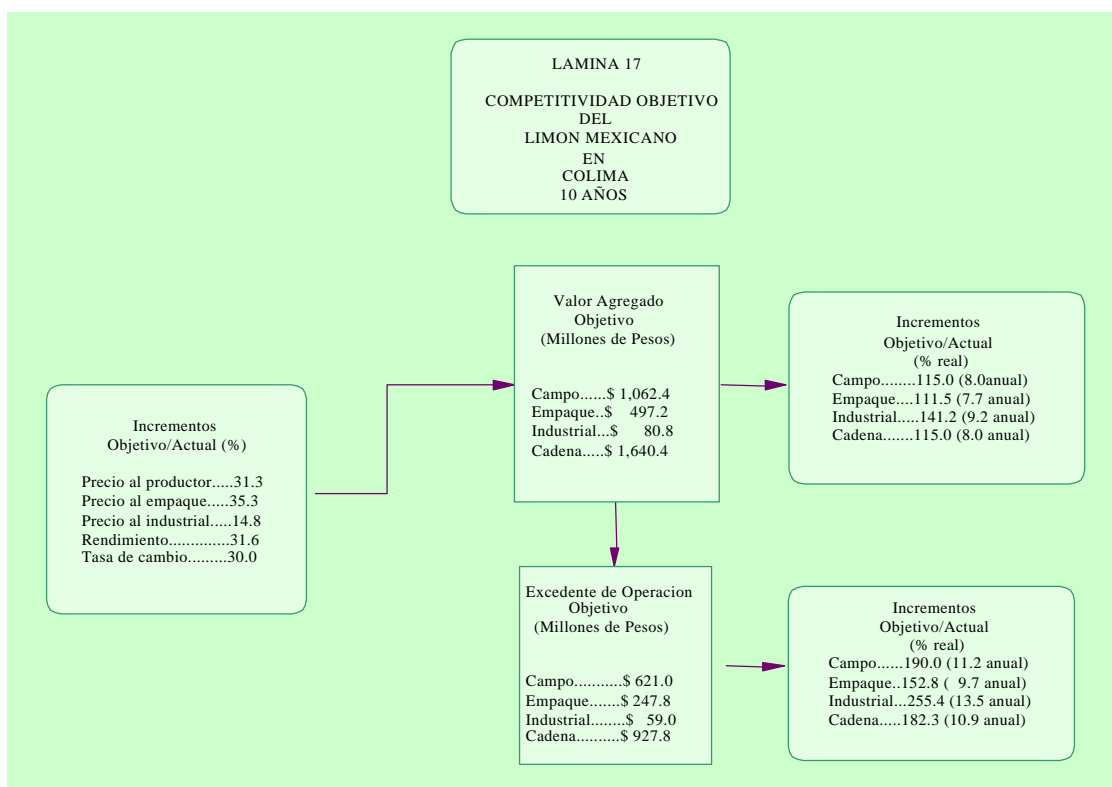 LAMINA 17
COMPETITIVIDAD OBJETIVO
DEL
LIMON MEXICANO
EN
COLIMA
10 AÑOS
Incrementos
Objetivo/Actual (%)
Precio al productor.....31.3
Precio al empaque.....35.3
Precio al industrial.....14.8
Rendimiento..............31.6
Tasa de cambio.........30.0
Valor Agregado
Objetivo
(Millones de Pesos)
Campo......$ 1,062.4
Empaque..$ 497.2
Industrial...$ 80.8
Cadena.....$ 1,640.4
Incrementos
Objetivo/Actual
(% real)
Campo........115.0 (8.0anual)
Empaque....111.5 (7.7 anual)
Industrial....141.2 (9.2 anual)
Cadena.......115.0 (8.0 anual)
Excedente de Operacion
Objetivo
(Millones de Pesos)
Campo...........$ 621.0
Empaque.......$ 247.8
Industrial........$ 59.0
Cadena..........$ 927.8
Incrementos
Objetivo/Actual
(% real)
Campo......190.0 (11.2 anual)
Empaque..152.8 ( 9.7 anual)
Industrial...255.4 (13.5 anual)
Cadena.....182.3 (10.9 anual)